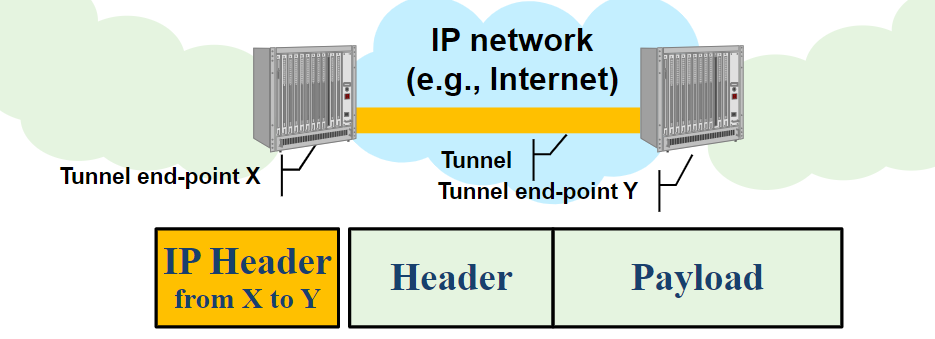 IP network
(e.g., Internet)
Tunnel
Tunnel end-point X
Tunnel end-point Y
IP Header
from X to Y
Header
Payload